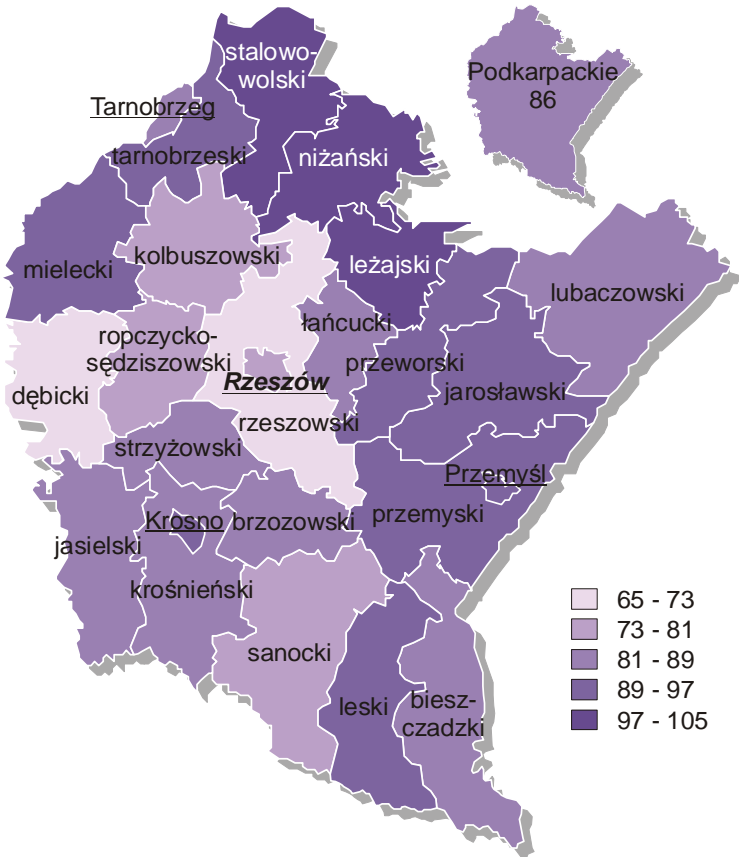 stalowo-
wolski
Podkarpackie
86
Tarnobrzeg
tarnobrzeski
niżański
mielecki
kolbuszowski
leżajski
lubaczowski
łańcucki
ropczycko-
sędziszowski
przeworski
dębicki
Rzeszów
jarosławski
rzeszowski
strzyżowski
Przemyśl
Krosno
brzozowski
przemyski
jasielski
krośnieński
sanocki
leski
biesz-
czadzki
65 - 73
73 - 81
81 - 89
89 - 97
97 - 105